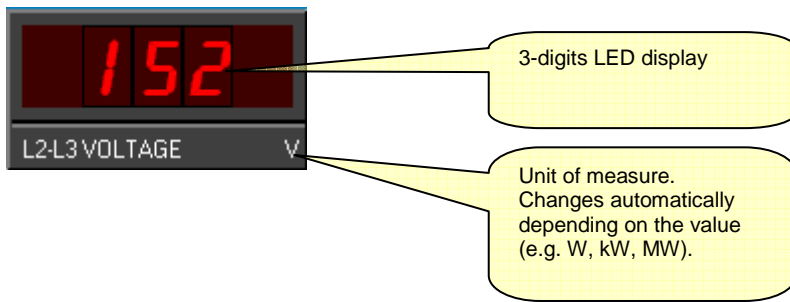 152
3-digits LED display
L2-L3 VOLTAGE V
Unit of measure.
Changes automatically
depending on the value
(e.g. W, kW, MW).